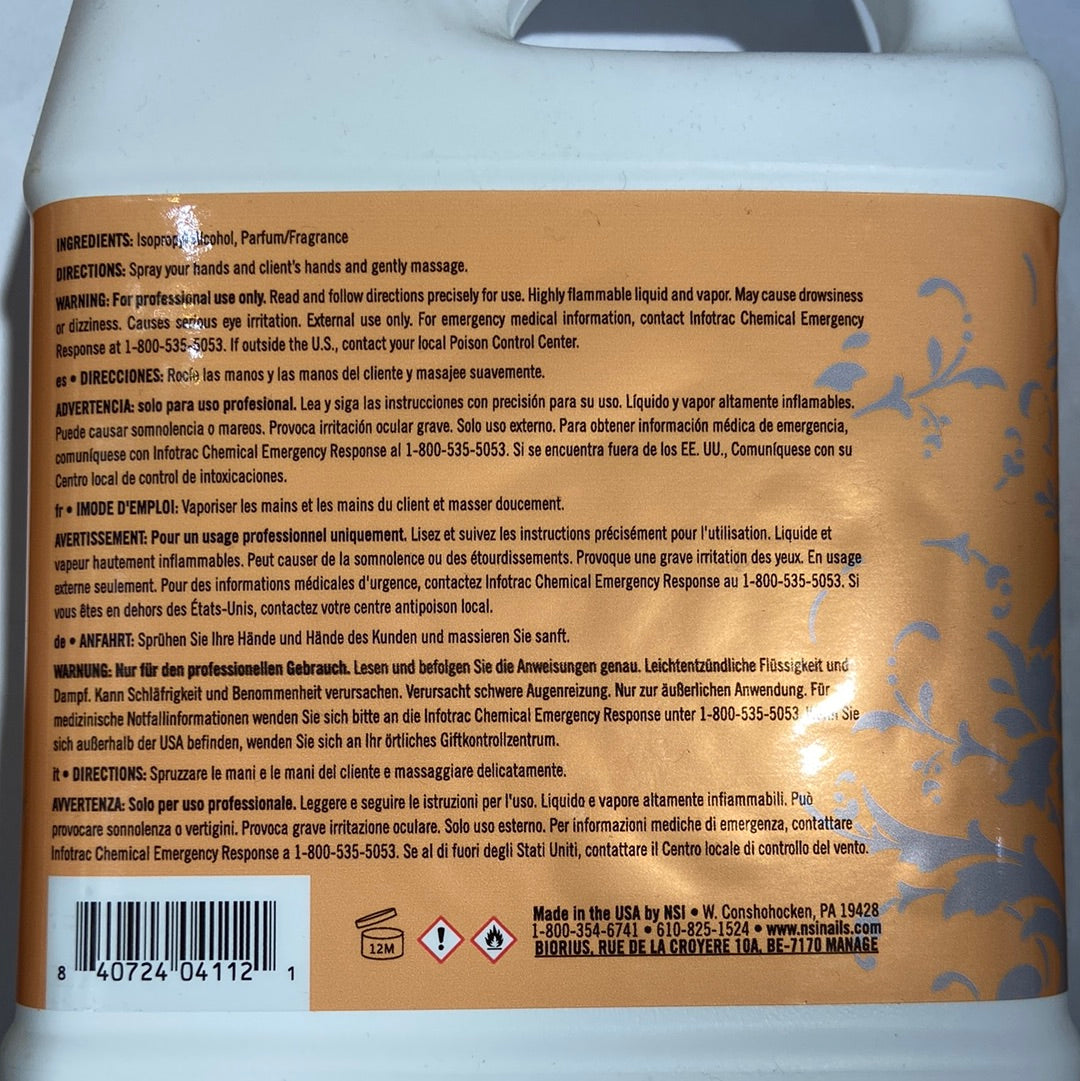 INGREDIENTS: Isopropyl Alcohol, Parfum/Fragrance
DIRECTIONS: Spray your hands and client's hands and gently massage.
WARNING: For professional use only. Read and follow directions precisely for use. Highly flammable liquid and vapor. May cause drowsiness
or dizziness. Causes serious eye irritation. External use only. For emergency medical information, contact Infotrac Chemical Emergency
Response at 1-800-535-5053. If outside the U.S., contact your local Poison Control Center.
es • DIRECCIONES: Rocíe las manos y las manos del cliente y masajee suavemente.
ADVERTENCIA: solo para uso profesional. Lea y siga las instrucciones con precisión para su uso. Líquido y vapor altamente inflamables.
Puede causar somnolencia o mareos. Provoca irritación ocular grave. Solo uso externo. Para obtener información médica de emergencia,
comuníquese con Infotrac Chemical Emergency Response al 1-800-535-5053. Si se encuentra fuera de los EE. UU., Comuníquese con su
Centro local de control de intoxicaciones.
fr • IMODE D'EMPLOI: Vaporiser les mains et les mains du client et masser doucement.
AVERTISSEMENT: Pour un usage professionnel uniquement. Lisez et suivez les instructions précisément pour l'utilisation. Liquide et
vapeur hautement inflammables. Peut causer de la somnolence ou des étourdissements. Provoque une grave irritation des yeux. En usage
externe seulement. Pour des informations médicales d'urgence, contactez Infotrac Chemical Emergency Response au 1-800-535-5053. Si
vous êtes en dehors des États-Unis, contactez votre centre antipoison local.
de • ANFAHRT: Sprühen Sie Ihre Hände und Hände des Kunden und massieren Sie sanft.
WARNUNG: Nur für den professionellen Gebrauch. Lesen und befolgen Sie die Anweisungen genau. Leichtentzündliche Flüssigkeit und
Dampf. Kann Schläfrigkeit und Benommenheit verursachen. Verursacht schwere Augenreizung. Nur zur äußerlichen Anwendung. Für
medizinische Notfallinformationen wenden Sie sich bitte an die Infotrac Chemical Emergency Response unter 1-800-535-5053. Sie
sich außerhalb der USA befinden, wenden Sie sich an Ihr örtliches Giftkontrollzentrum.
it • DIRECTIONS: Spruzzare le mani e le mani del cliente e massaggiare delicatamente.
AVVERTENZA: Solo per uso professionale. Leggere e seguire le istruzioni per l'uso. Liquido e vapore altamente infiammabili. Può
provocare sonnolenza o vertigini. Provoca grave irritazione oculare. Solo uso esterno. Per informazioni mediche di emergenza, contattare
Infotrac Chemical Emergency Response a 1-800-535-5053. Se al di fuori degli Stati Uniti, contattare il Centro locale di controllo del vento.
8 40724 04112 1
12M
Made in the USA by NSI • W. Conshohocken, PA 19428
1-800-354-6741 • 610-825-1524 • www.nsinails.com
BIORIUS, RUE DE LA CROYERE 10A, BE-7170 MANAGE